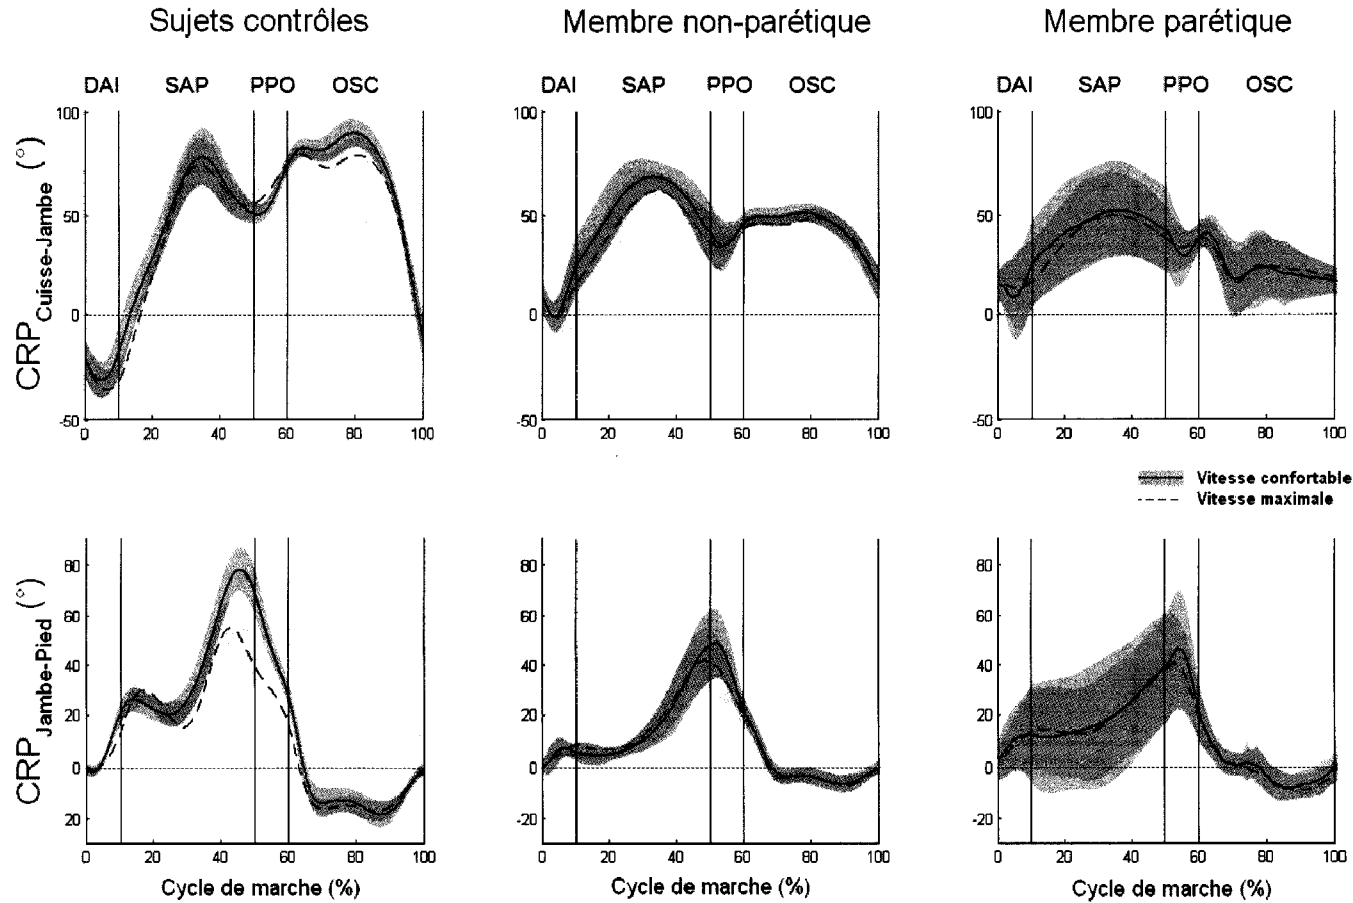 Sujets contrôles
Membre non-parétique
Membre parétique
DAI SAP PPO OSC
DAI SAP PPO OSC
DAI SAP PPO OSC
CRP Cuisse-Jambe (°)
100
50
0
-50
0 20 40 60 80 100
100
50
0
-50
0 20 40 60 80 100
100
50
0
-50
0 20 40 60 80 100
Vitesse confortable
Vitesse maximale
CRP Jambe-Pied (°)
80
60
40
20
0
20
0 20 40 60 80 100
Cycle de marche (%)
80
60
40
20
0
-20
0 20 40 60 80 100
Cycle de marche (%)
80
60
40
20
0
-20
0 20 40 60 80 100
Cycle de marche (%)